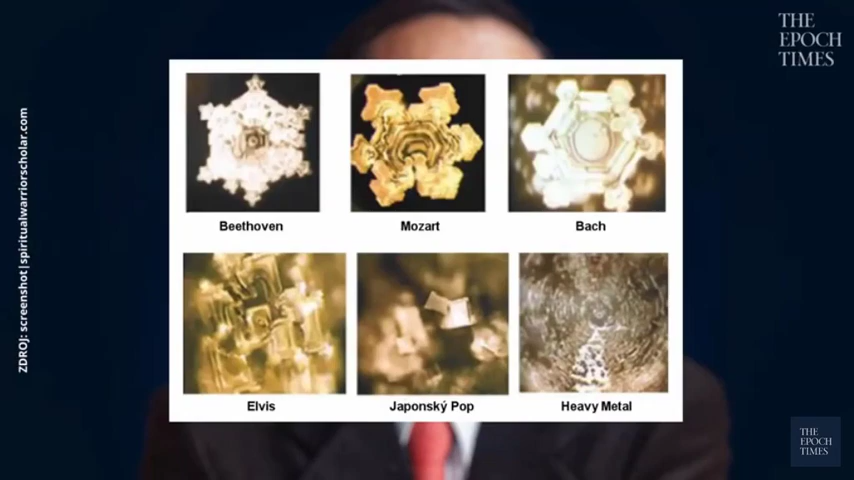 THE
EPOCH
TIMES
ZDROJ: screenshot|spiritualwarriorscholar.com
Beethoven
Mozart
Bach
Elvis
Japonský Pop
Heavy Metal
THE
EPOCH
TIMES